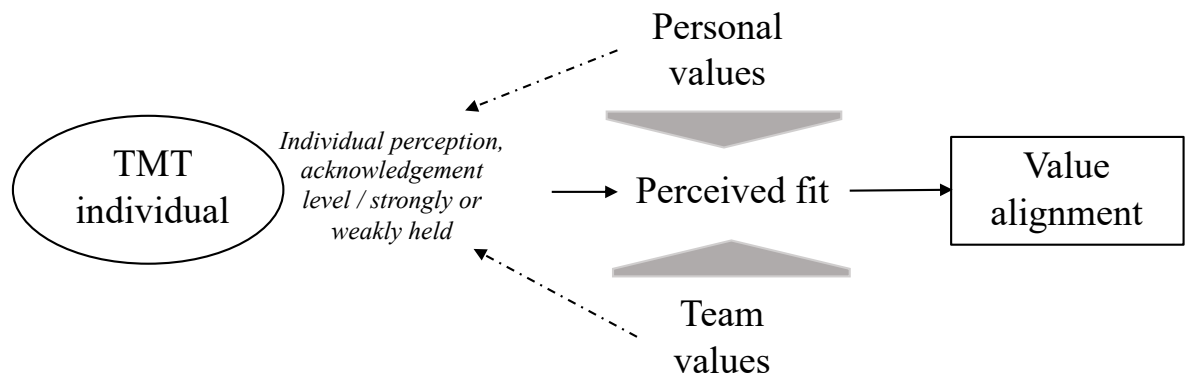 Personal
values
TMT
individual
Individual perception,
acknowledgement
level / strongly or
weakly held
Perceived fit
Value
alignment
Team
values